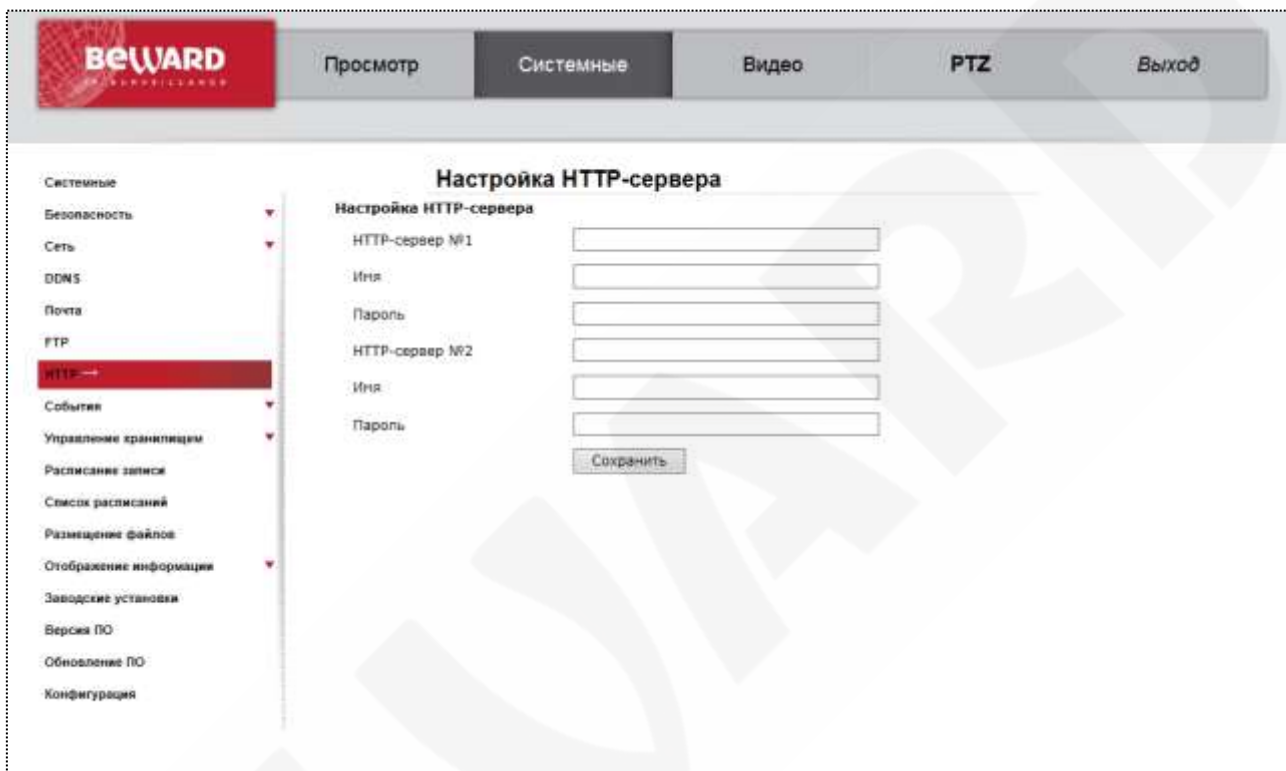 BEWARD
Просмотр
Системные
Видео
PTZ
Выход
Системные
Безопасность
Сеть
DDNS
Почта
FTP
HTTP →
События
Управление хранилищем
Расписание записи
Список расписаний
Размещение файлов
Отображение информации
Заводские установки
Версия ПО
Обновление ПО
Конфигурация
Настройка HTTP-сервера
Настройка HTTP-сервера
HTTP-сервер №1
Имя
Пароль
HTTP-сервер №2
Имя
Пароль
Сохранить